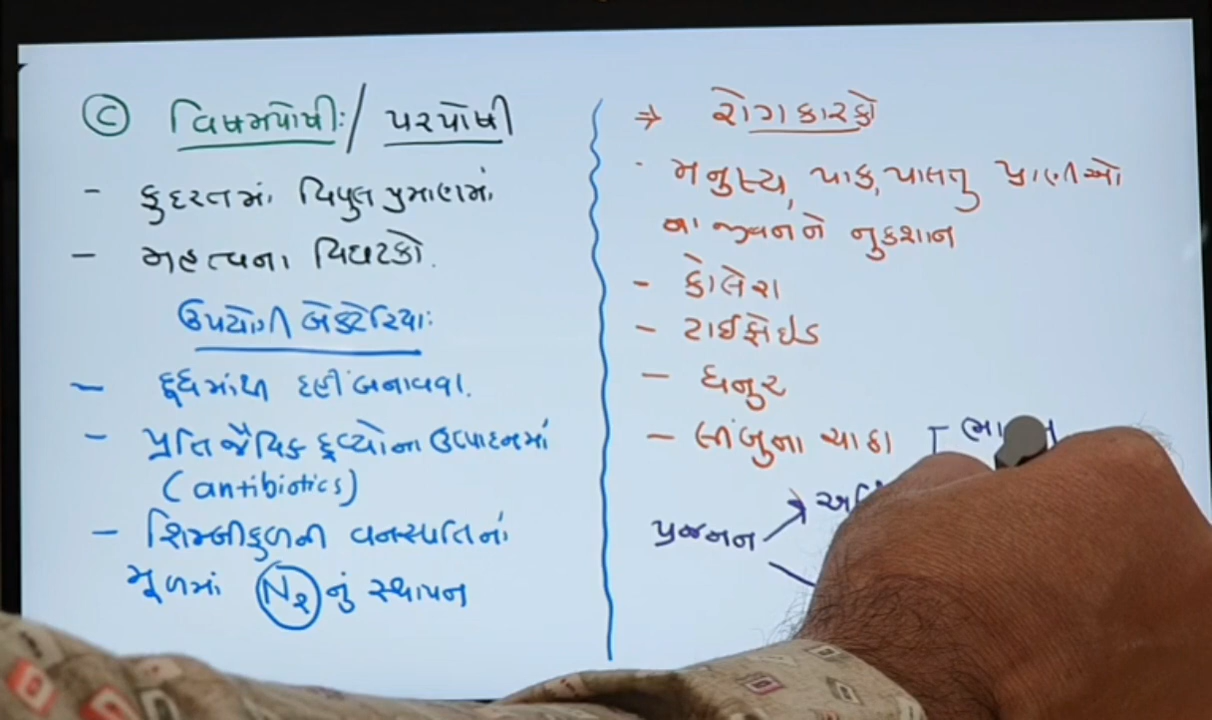 Ⓒ વિષમપોષી:/ પરપોષી
- કુદરતમાં વિપુલ પ્રમાણમાં
- મહત્વના વિઘટકો.
ઉપયોગી બેક્ટેરિયા:
- દૂધમાંથી દહીં બનાવવા.
- પ્રતિજૈવિક દ્રવ્યોના ઉત્પાદનમાં
(antibiotics)
- શિમ્બીકુળની વનસ્પતિનાં
મૂળમાં N₂ નું સ્થાપન
⇒ રોગકારકો
· મનુષ્ય, પાક, પાલતુ પ્રાણીઓ
ના જીવનને નુકશાન
- કોલેરા
- ટાઈફોઈડ
- ધનુર
- લીંબુના ચાઠા
પ્રજનન